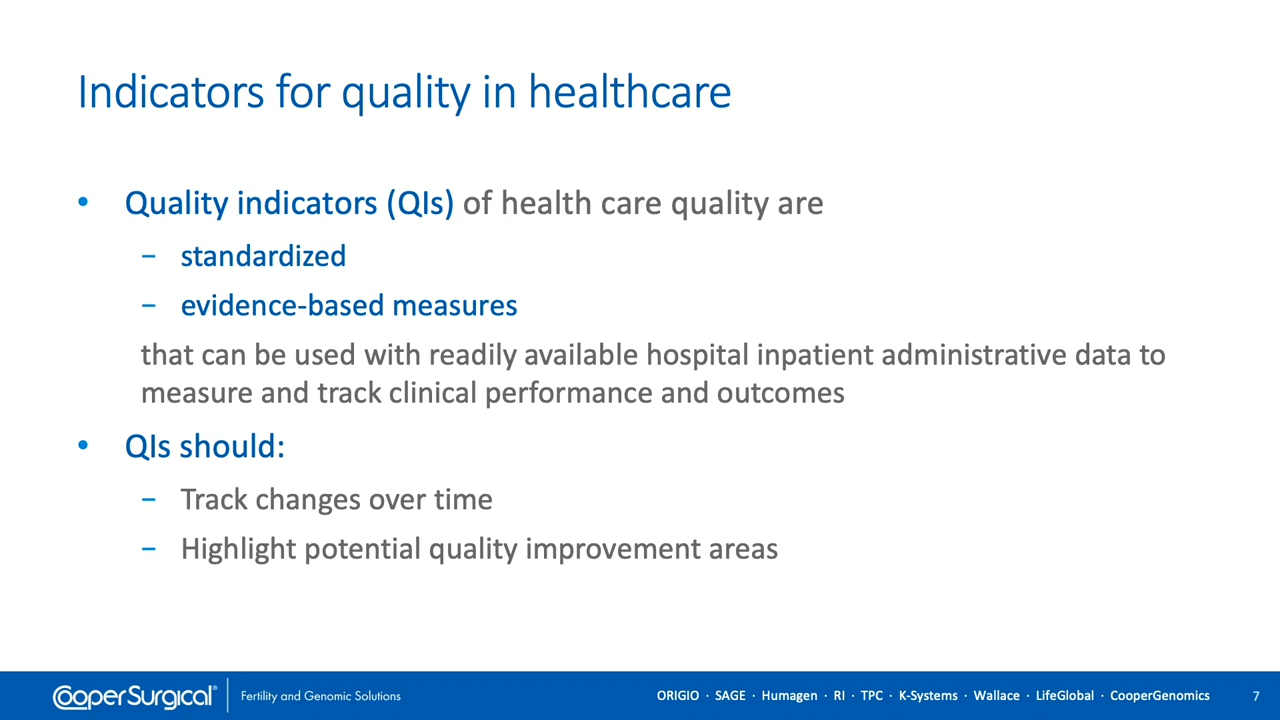 Indicators for quality in healthcare
• Quality indicators (QIs) of health care quality are
– standardized
– evidence-based measures
that can be used with readily available hospital inpatient administrative data to
measure and track clinical performance and outcomes
• QIs should:
– Track changes over time
– Highlight potential quality improvement areas
CooperSurgical® Fertility and Genomic Solutions
ORIGIO · SAGE · Humagen · RI · TPC · K-Systems · Wallace · LifeGlobal · CooperGenomics 7